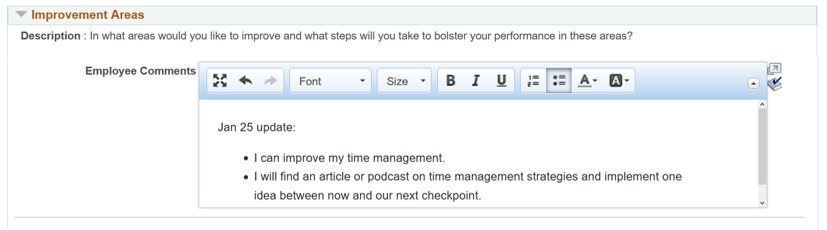 Improvement Areas
Description : In what areas would you like to improve and what steps will you take to bolster your performance in these areas?
Employee Comments
Font Size B I U A A
Jan 25 update:
• I can improve my time management.
• I will find an article or podcast on time management strategies and implement one
idea between now and our next checkpoint.